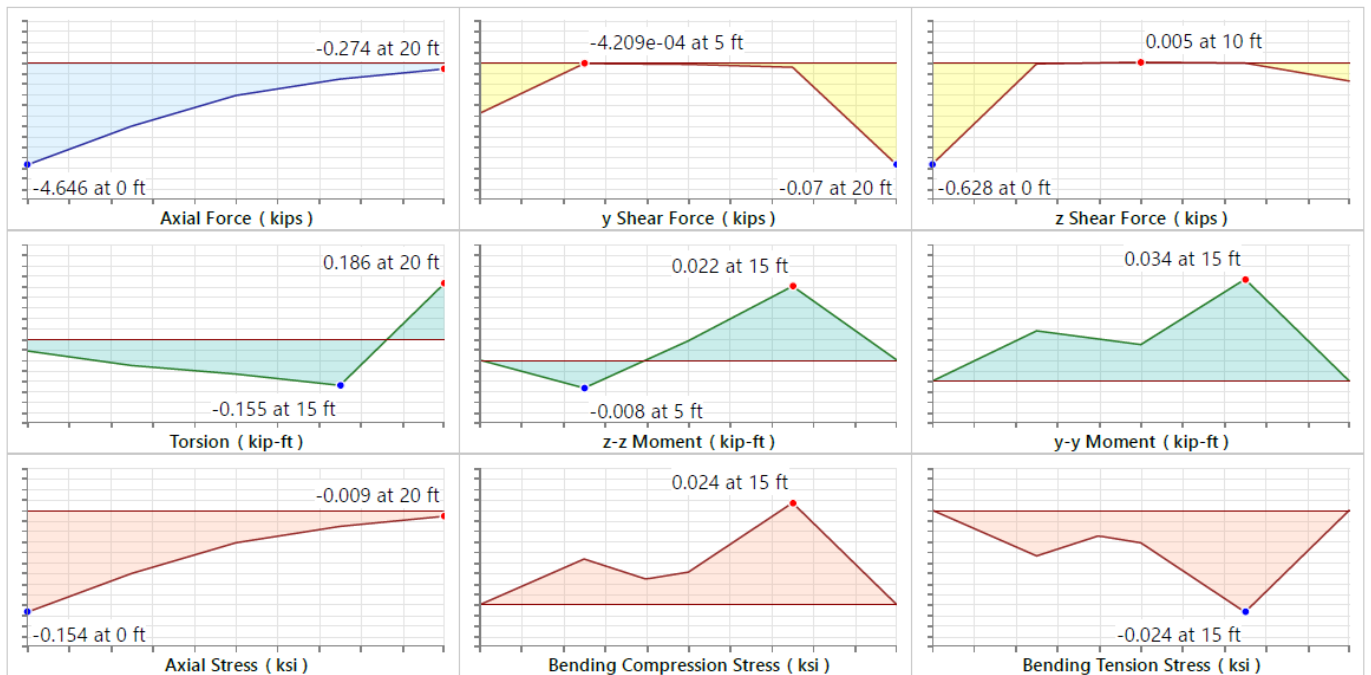 -0.274 at 20 ft
-4.646 at 0 ft
Axial Force ( kips )
-4.209e-04 at 5 ft
-0.07 at 20 ft
y Shear Force ( kips )
0.005 at 10 ft
-0.628 at 0 ft
z Shear Force ( kips )
0.186 at 20 ft
-0.155 at 15 ft
Torsion ( kip-ft )
0.022 at 15 ft
-0.008 at 5 ft
z-z Moment ( kip-ft )
0.034 at 15 ft
y-y Moment ( kip-ft )
-0.009 at 20 ft
-0.154 at 0 ft
Axial Stress ( ksi )
0.024 at 15 ft
Bending Compression Stress ( ksi )
-0.024 at 15 ft
Bending Tension Stress ( ksi )